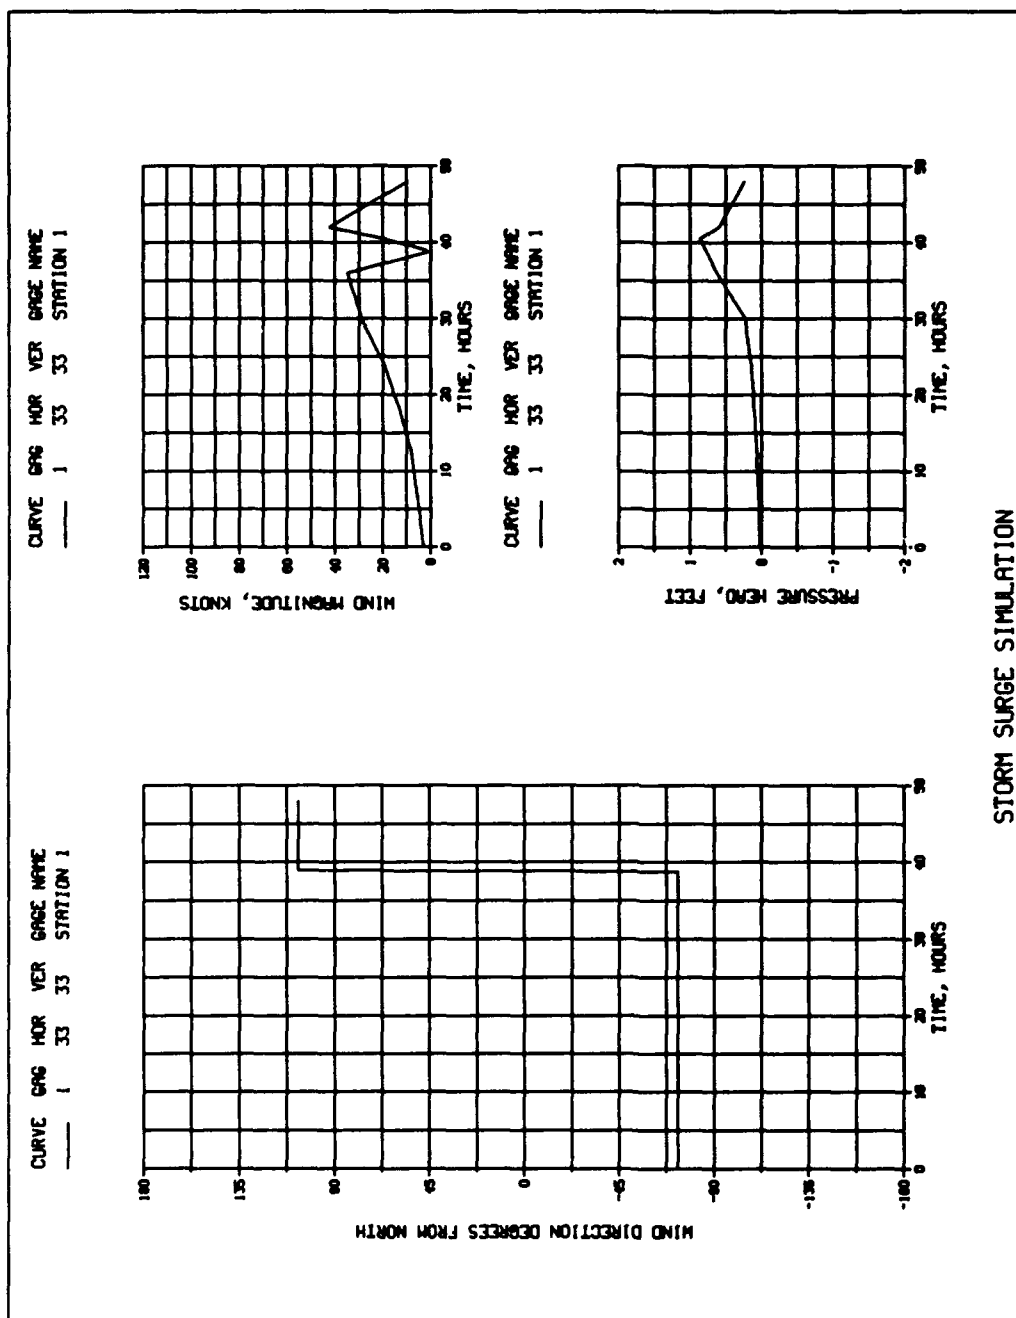 CURVE GAG HOR VER GAGE NAME
1 33 33 STATION 1
180
135
90
45
0
-45
-90
-135
-180
WIND DIRECTION DEGREES FROM NORTH
0 10 20 30 40 50
TIME, HOURS
CURVE GAG HOR VER GAGE NAME
1 33 33 STATION 1
120
100
80
60
40
20
0
WIND MAGNITUDE, KNOTS
0 10 20 30 40 50
TIME, HOURS
CURVE GAG HOR VER GAGE NAME
1 33 33 STATION 1
2
1
0
-1
-2
PRESSURE HEAD, FEET
0 10 20 30 40 50
TIME, HOURS
STORM SURGE SIMULATION